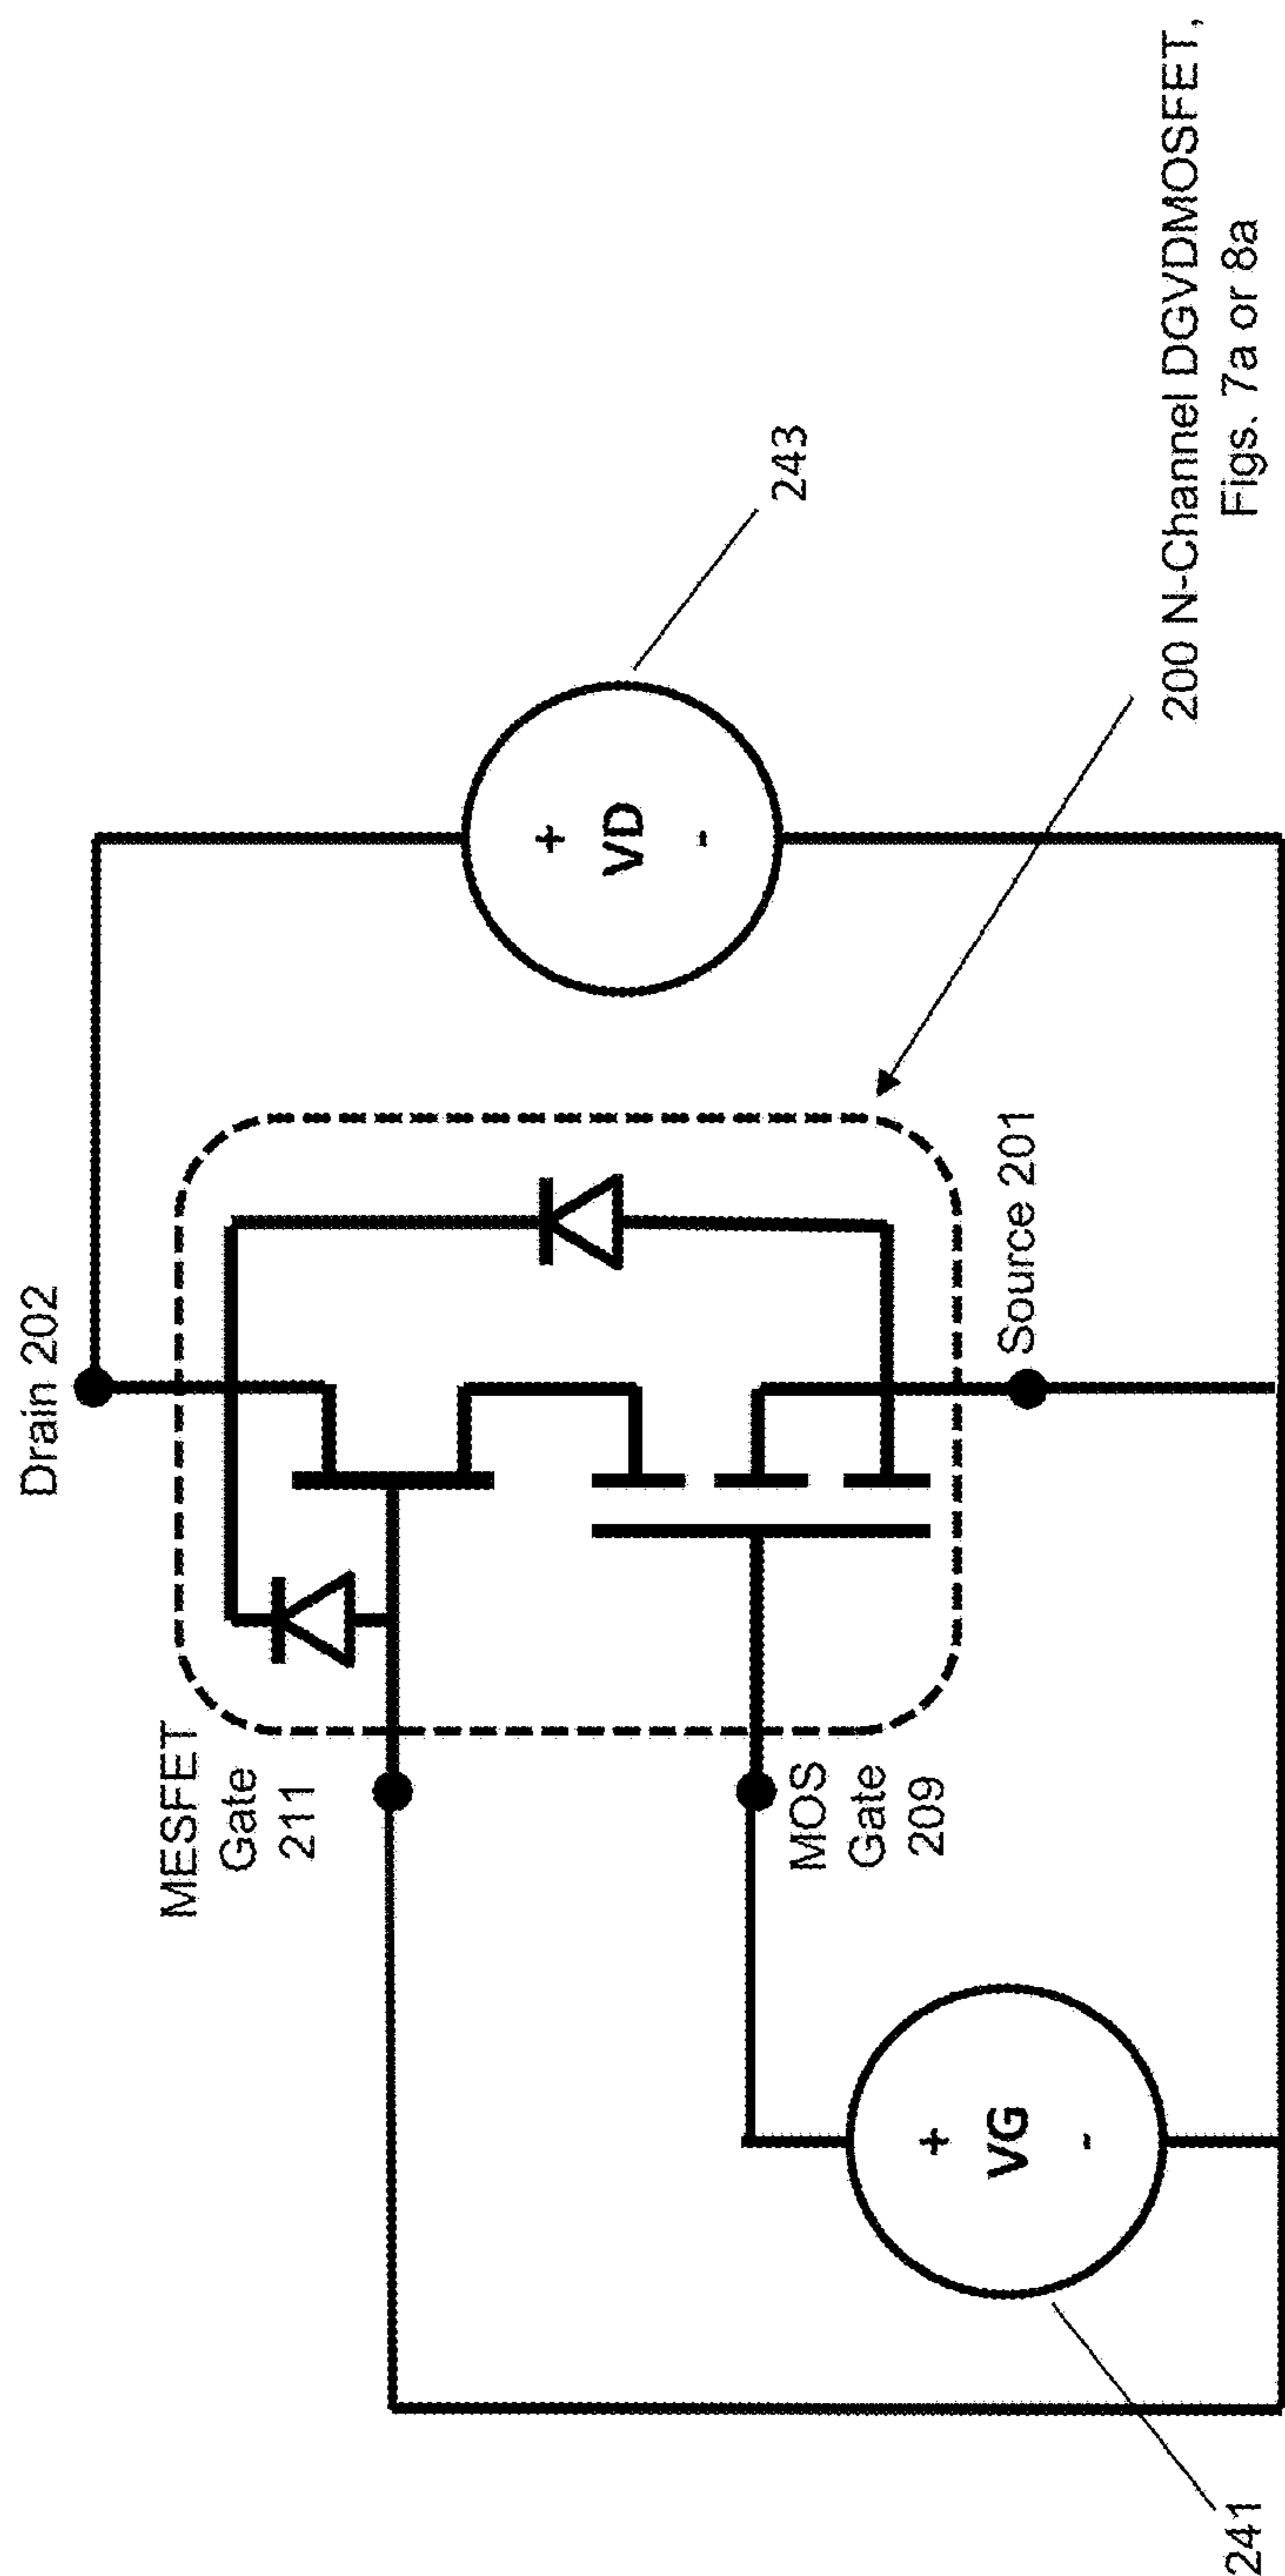 Drain 202
MESFET
Gate
211
MOS
Gate
209
Source 201
+
VG
-
+
VD
-
241
243
200 N-Channel DGVDMOSFET,
Figs. 7a or 8a